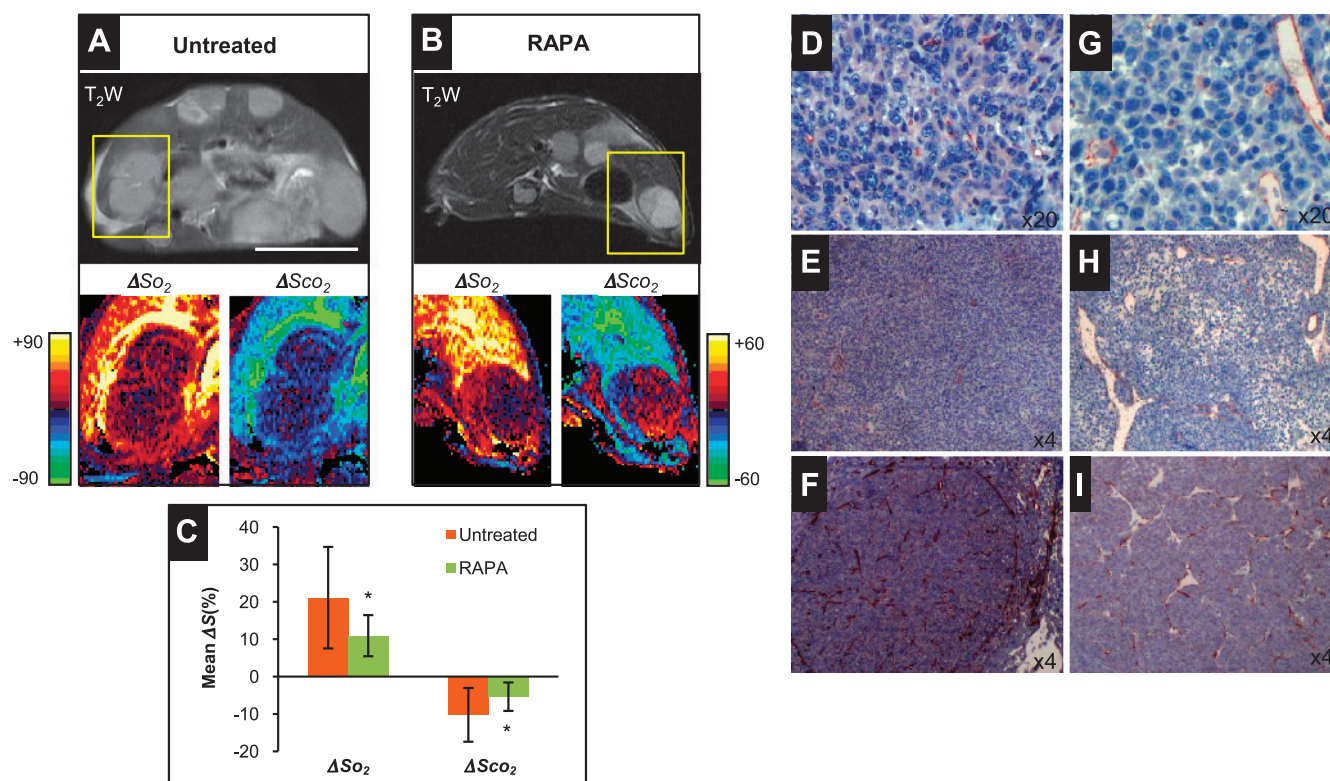 A
Untreated
T2W
ΔSo2
ΔSco2
+90
-90
B
RAPA
T2W
ΔSo2
ΔSco2
+60
-60
C
Mean ΔS(%)
40
30
20
10
0
-10
-20
Untreated
RAPA
*
*
ΔSo2
ΔSco2
D
x20
E
x4
F
x4
G
x20
H
x4
I
x4